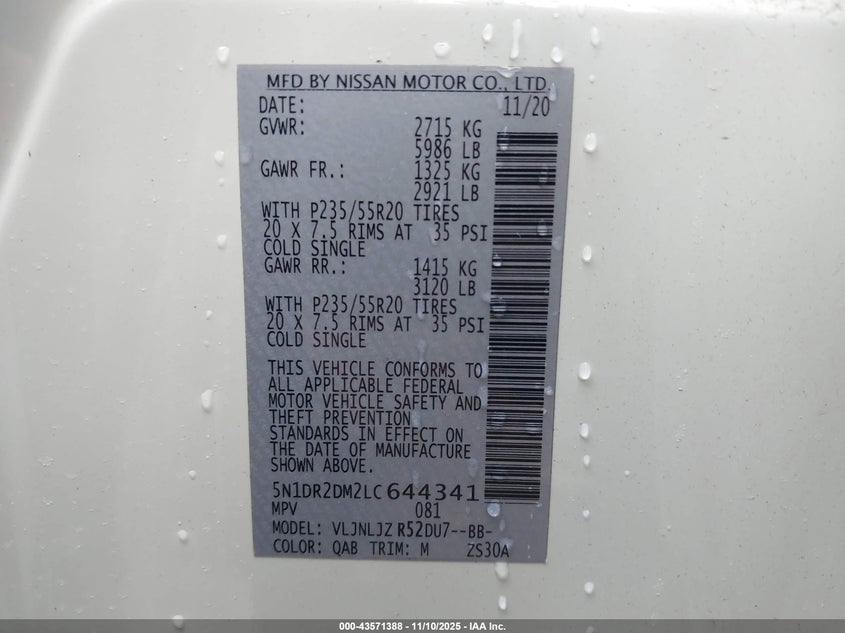 MFD BY NISSAN MOTOR CO., LTD.
DATE: 11/20
GVWR: 2715 KG
5986 LB
GAWR FR.: 1325 KG
2921 LB
WITH P235/55R20 TIRES
20 X 7.5 RIMS AT 35 PSI
COLD SINGLE
GAWR RR.: 1415 KG
3120 LB
WITH P235/55R20 TIRES
20 X 7.5 RIMS AT 35 PSI
COLD SINGLE
THIS VEHICLE CONFORMS TO
ALL APPLICABLE FEDERAL
MOTOR VEHICLE SAFETY AND
THEFT PREVENTION
STANDARDS IN EFFECT ON
THE DATE OF MANUFACTURE
SHOWN ABOVE.
5N1DR2DM2LC644341
MPV 081
MODEL: VLJNLJZ R52DU7--BB-
COLOR: QAB TRIM: M ZS30A
000-43571388 - 11/10/2025 - IAA Inc.